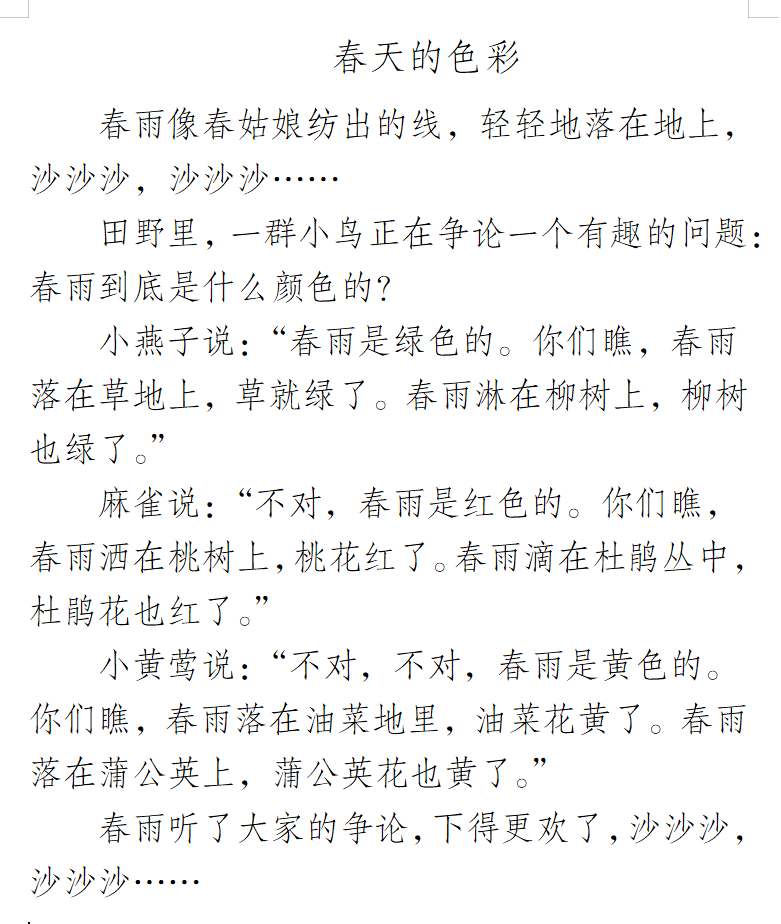 春天的色彩
春雨像春姑娘纺出的线，轻轻地落在地上，
沙沙沙，沙沙沙……
田野里，一群小鸟正在争论一个有趣的问题：
春雨到底是什么颜色的？
小燕子说：“春雨是绿色的。你们瞧，春雨
落在草地上，草就绿了。春雨淋在柳树上，柳树
也绿了。”
麻雀说：“不对，春雨是红色的。你们瞧，
春雨洒在桃树上，桃花红了。春雨滴在杜鹃丛中，
杜鹃花也红了。”
小黄莺说：“不对，不对，春雨是黄色的。
你们瞧，春雨落在油菜地里，油菜花黄了。春雨
落在蒲公英上，蒲公英花也黄了。”
春雨听了大家的争论，下得更欢了，沙沙沙，
沙沙沙……